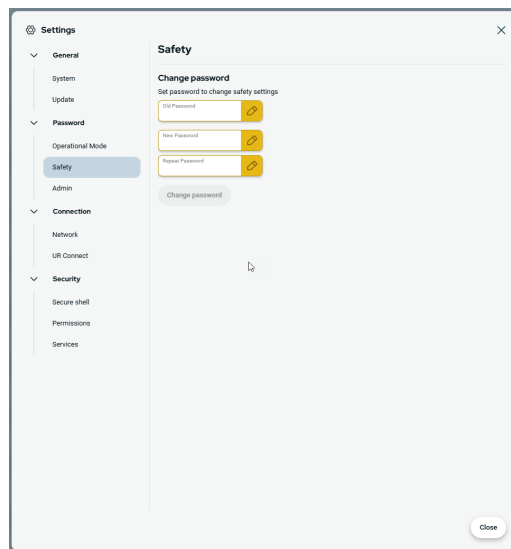 Settings
General
System
Update
Password
Operational Mode
Safety
Admin
Connection
Network
UR Connect
Security
Secure shell
Permissions
Services
Safety
Change password
Set password to change safety settings
Old Password
New Password
Repeat Password
Change password
Close